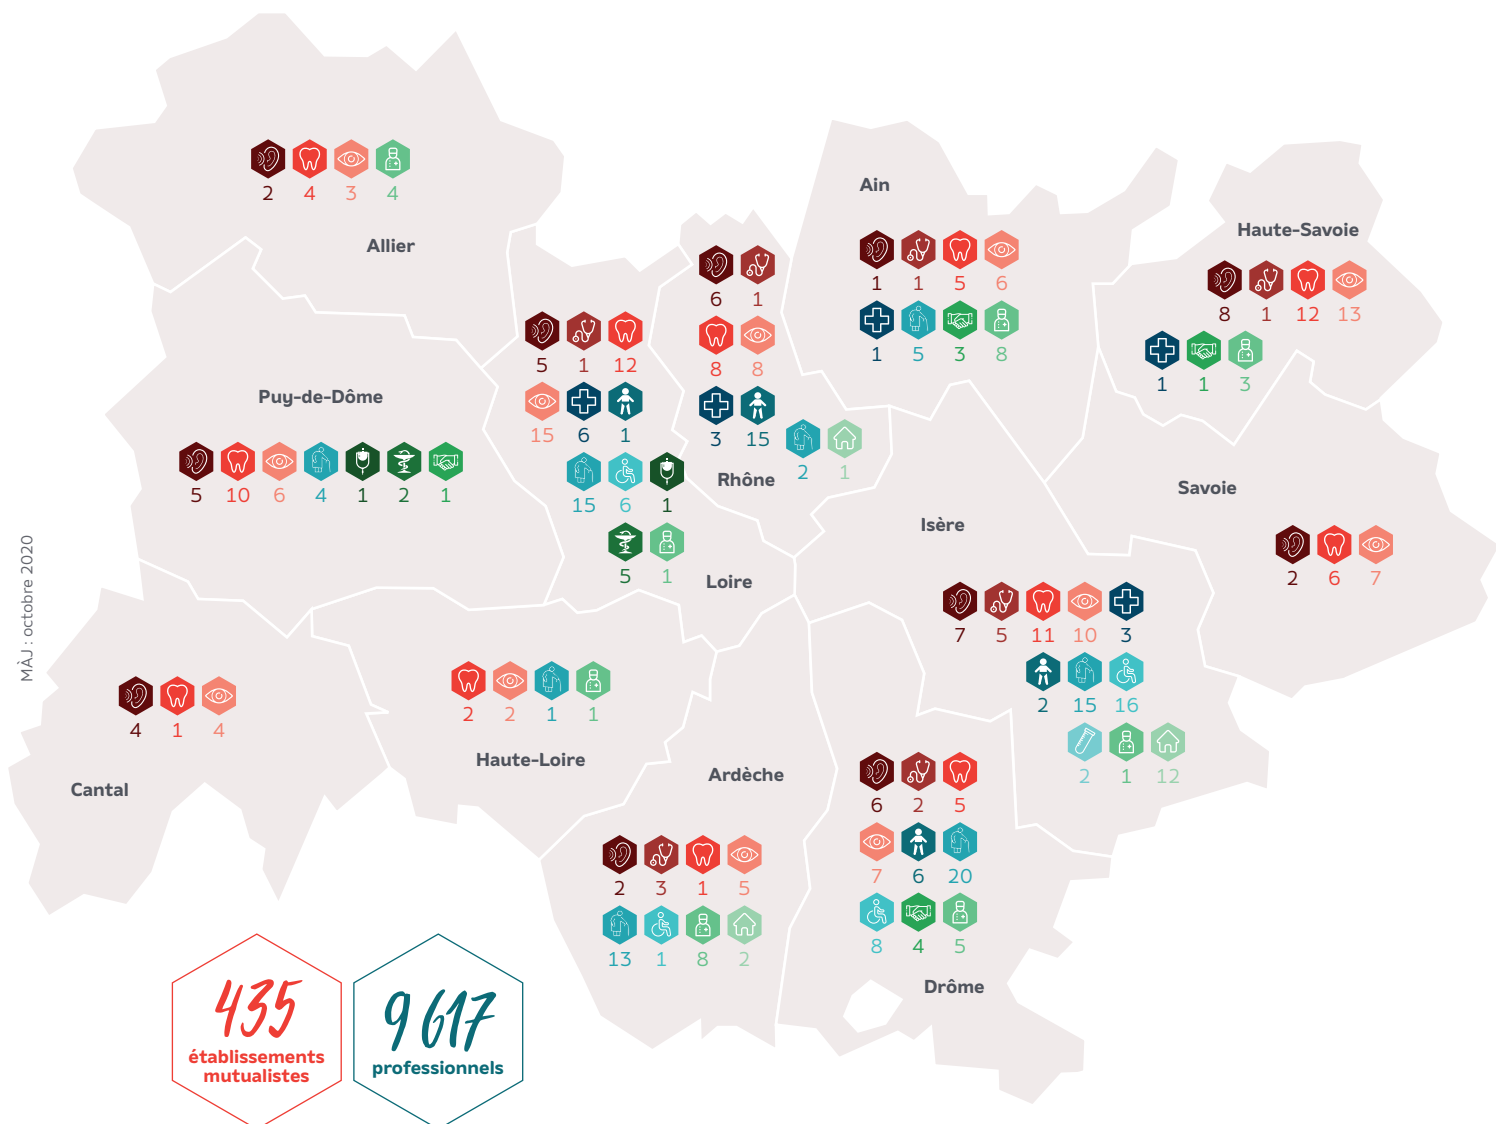 2 4 3 4
Allier
Ain
1 1 5 6
1 5 3 8
Haute-Savoie
8 1 12 13
1 1 3
6 1
8 8
3 15
2 1
Rhône
5 1 12
15 6 1
15 6 1
5 1
Loire
Puy-de-Dôme
5 10 6 4 1 2 1
Savoie
2 6 7
Isère
7 5 11 10 3
2 15 16
2 1 12
MÀJ : octobre 2020
4 1 4
Cantal
2 2 1 1
Haute-Loire
Ardèche
2 3 1 5
13 1 8 2
6 2 5
7 6 20
8 4 5
Drôme
435
établissements
mutualistes
9 617
professionnels